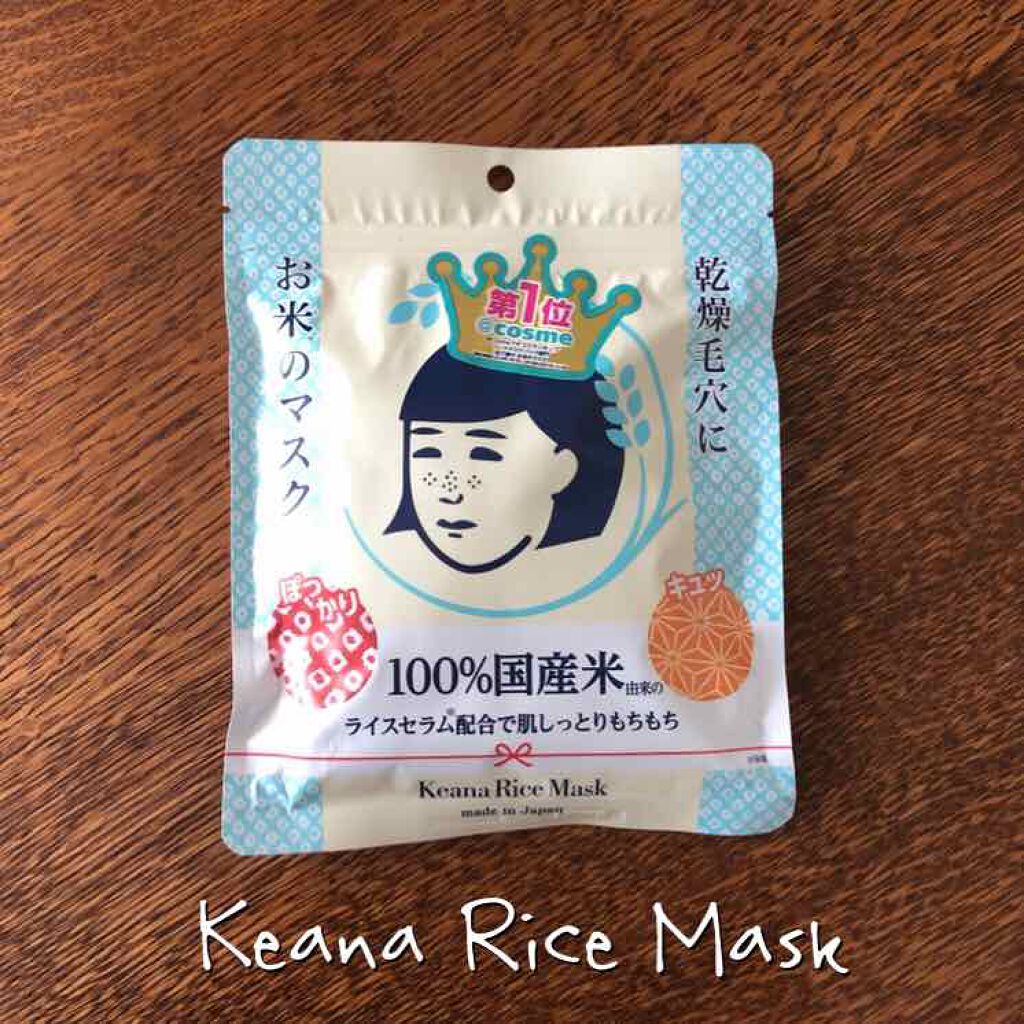 乾燥毛穴に
お米のマスク
第1位
@cosme
ぽっかり
キュッ
100%国産米由来の
ライスセラム®配合で肌しっとりもちもち
Keana Rice Mask
made in Japan
Keana Rice Mask